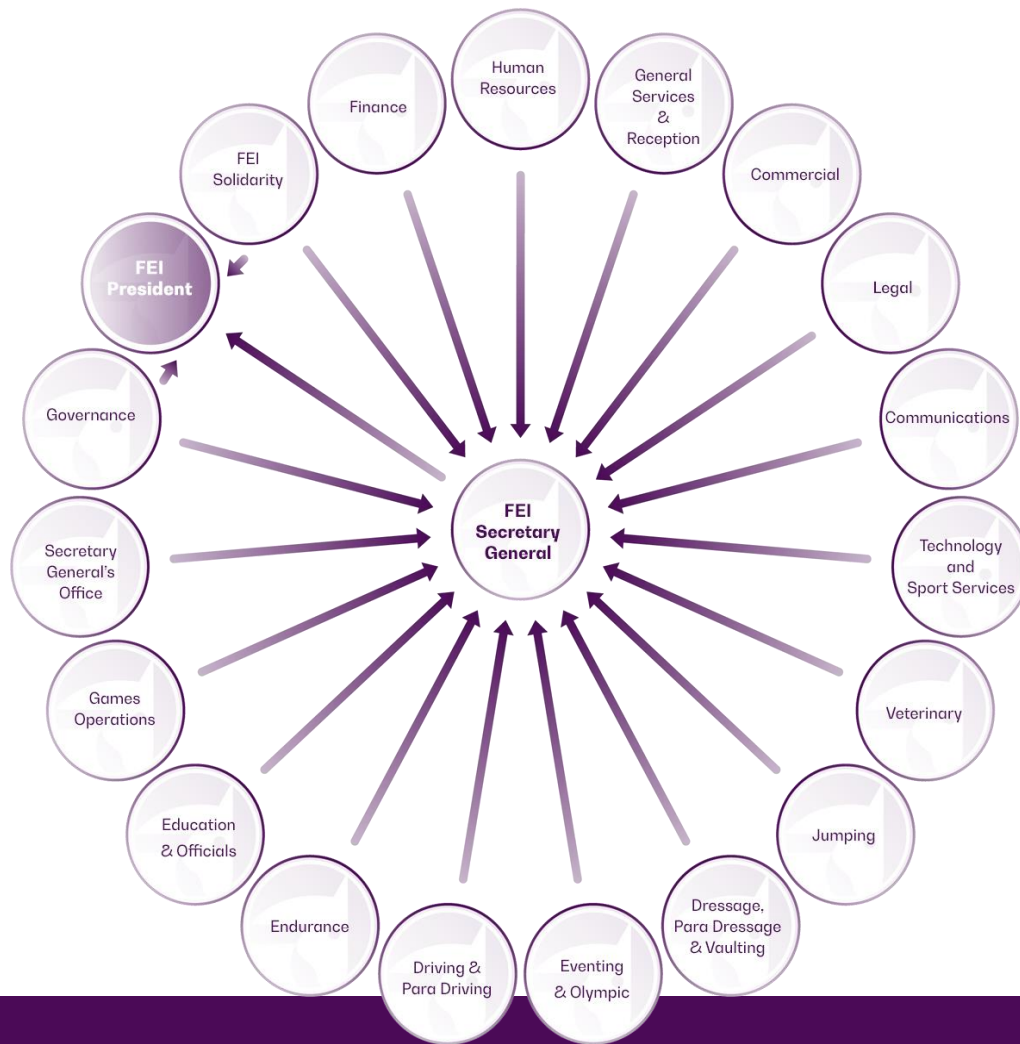 Human
Resources
General
Services
&
Reception
Commercial
Legal
Communications
Technology
and
Sport Services
Veterinary
Jumping
Dressage,
Para Dressage
& Vaulting
Eventing
& Olympic
Driving &
Para Driving
Endurance
Education
& Officials
Games
Operations
Secretary
General's
Office
Governance
FEI
President
FEI
Solidarity
Finance
FEI
Secretary
General